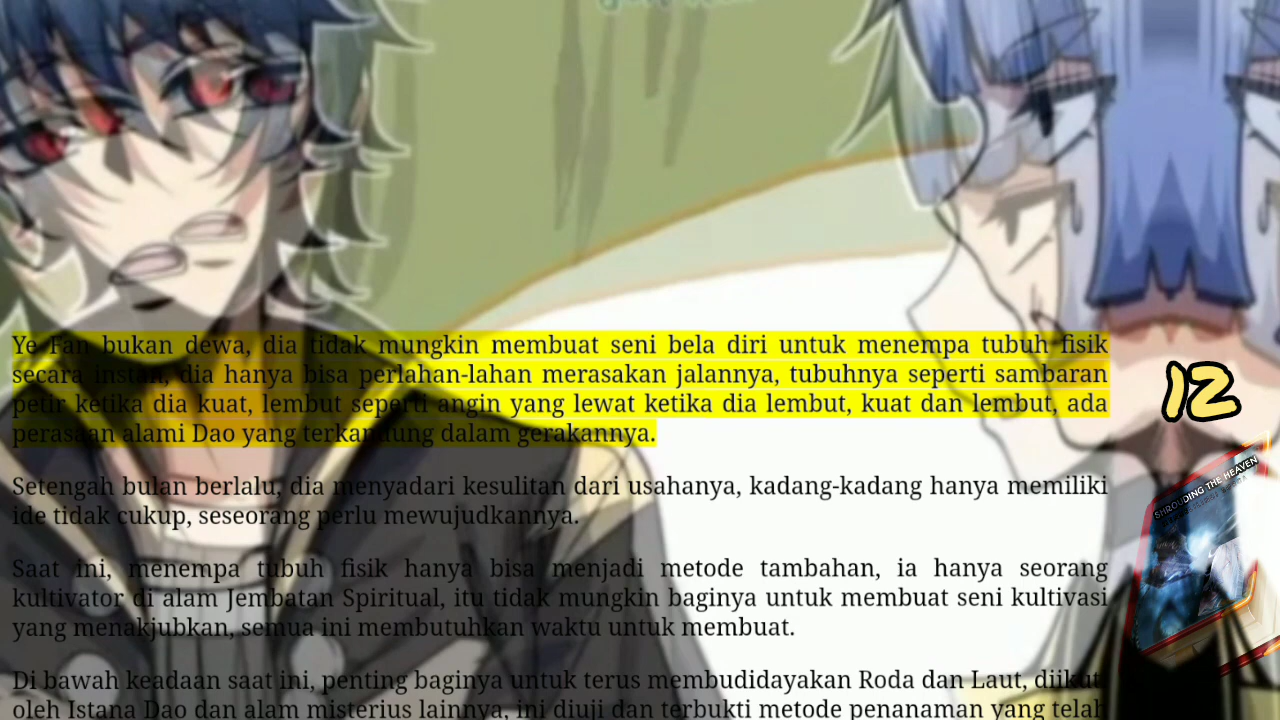 Ye Fan bukan dewa, dia tidak mungkin membuat seni bela diri untuk menempa tubuh fisik
secara instan, dia hanya bisa perlahan-lahan merasakan jalannya, tubuhnya seperti sambaran
petir ketika dia kuat, lembut seperti angin yang lewat ketika dia lembut, kuat dan lembut, ada
perasaan alami Dao yang terkandung dalam gerakannya.
Setengah bulan berlalu, dia menyadari kesulitan dari usahanya, kadang-kadang hanya memiliki
ide tidak cukup, seseorang perlu mewujudkannya.
Saat ini, menempa tubuh fisik hanya bisa menjadi metode tambahan, ia hanya seorang
kultivator di alam Jembatan Spiritual, itu tidak mungkin baginya untuk membuat seni kultivasi
yang menakjubkan, semua ini membutuhkan waktu untuk membuat.
Di bawah keadaan saat ini, penting baginya untuk terus membudidayakan Roda dan Laut, diikuti
oleh Istana Dao dan alam misterius lainnya, ini diuji dan terbukti metode penanaman yang telah
12
SHROUDING THE HEAVEN